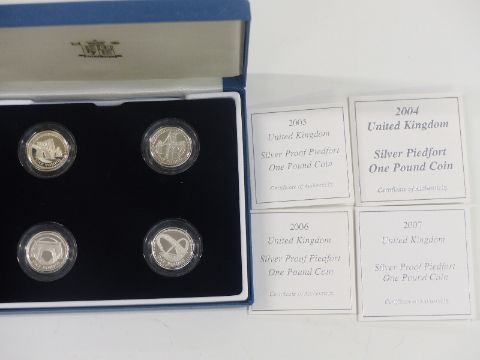 2005
United Kingdom
Silver Proof Piedfort
One Pound Coin
Certificate of Authenticity
2004
United Kingdom
Silver Piedfort
One Pound Coin
Certificate of Authenticity
2006
United Kingdom
Silver Proof Piedfort
One Pound Coin
Certificate of Authenticity
2007
United Kingdom
Silver Proof Piedfort
One Pound Coin
Certificate of Authenticity